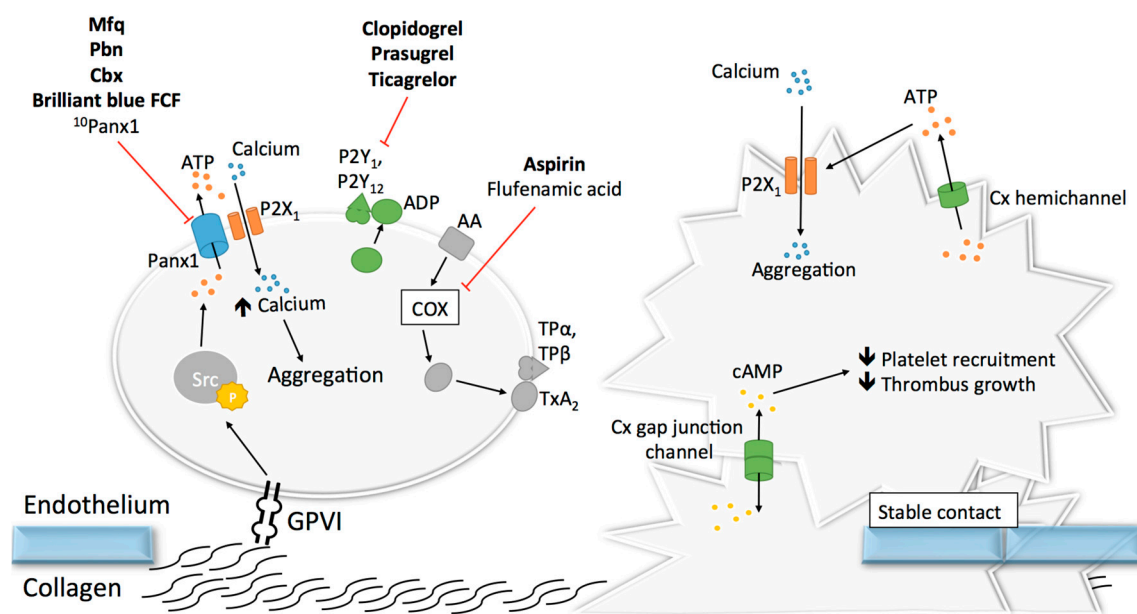 Mfq
Pbn
Cbx
Brilliant blue FCF
¹⁰Panx1
Clopidogrel
Prasugrel
Ticagrelor
ATP
Calcium
P2X₁
Panx1
Calcium
Src
P
Aggregation
P2Y₁,
P2Y₁₂
ADP
Aspirin
Flufenamic acid
AA
COX
TPα,
TPβ
TxA₂
GPVI
Endothelium
Collagen
Calcium
ATP
P2X₁
Cx hemichannel
Aggregation
cAMP
Platelet recruitment
Thrombus growth
Cx gap junction
channel
Stable contact